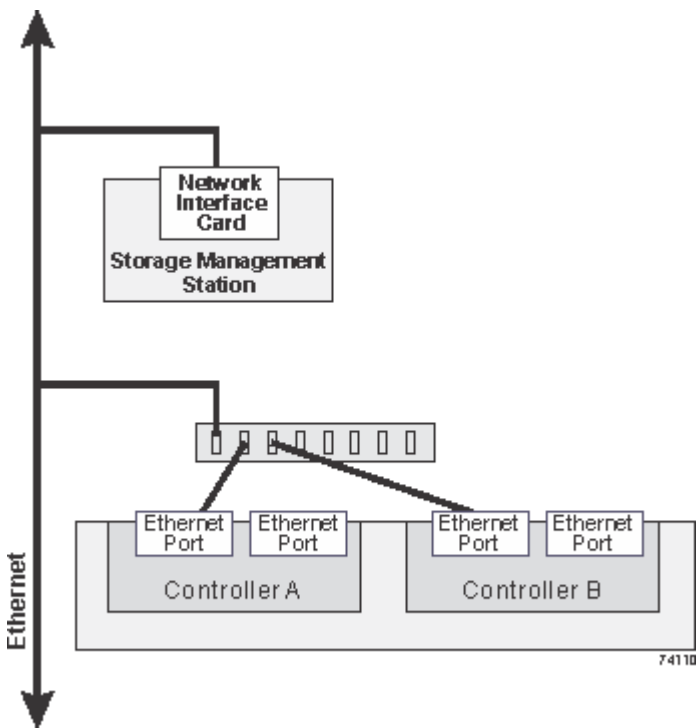 Network
Interface
Card
Storage Management
Station
Ethernet
Port
Ethernet
Port
Ethernet
Port
Ethernet
Port
Controller A
Controller B
Ethernet
74110